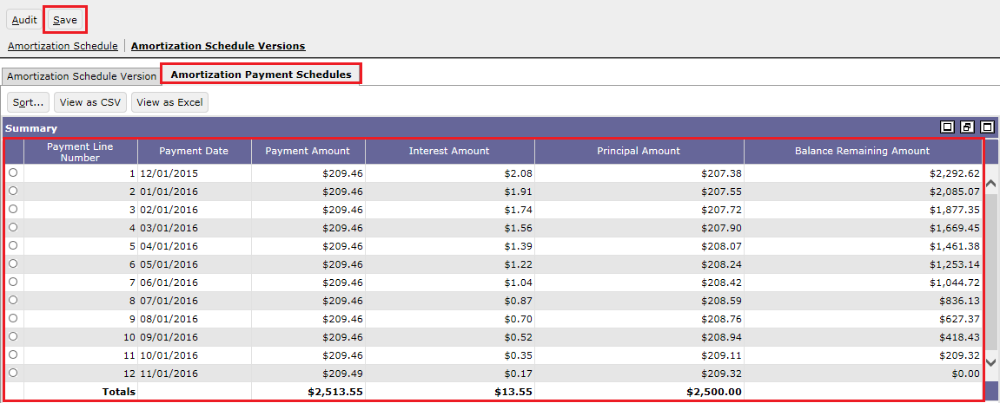 Audit Save
Amortization Schedule Amortization Schedule Versions
Amortization Schedule Version Amortization Payment Schedules
Sort... View as CSV View as Excel
Summary
Payment Line Number Payment Date Payment Amount Interest Amount Principal Amount Balance Remaining Amount
1 12/01/2015 $209.46 $2.08 $207.38 $2,292.62
2 01/01/2016 $209.46 $1.91 $207.55 $2,085.07
3 02/01/2016 $209.46 $1.74 $207.72 $1,877.35
4 03/01/2016 $209.46 $1.56 $207.90 $1,669.45
5 04/01/2016 $209.46 $1.39 $208.07 $1,461.38
6 05/01/2016 $209.46 $1.22 $208.24 $1,253.14
7 06/01/2016 $209.46 $1.04 $208.42 $1,044.72
8 07/01/2016 $209.46 $0.87 $208.59 $836.13
9 08/01/2016 $209.46 $0.70 $208.76 $627.37
10 09/01/2016 $209.46 $0.52 $208.94 $418.43
11 10/01/2016 $209.46 $0.35 $209.11 $209.32
12 11/01/2016 $209.49 $0.17 $209.32 $0.00
Totals $2,513.55 $13.55 $2,500.00